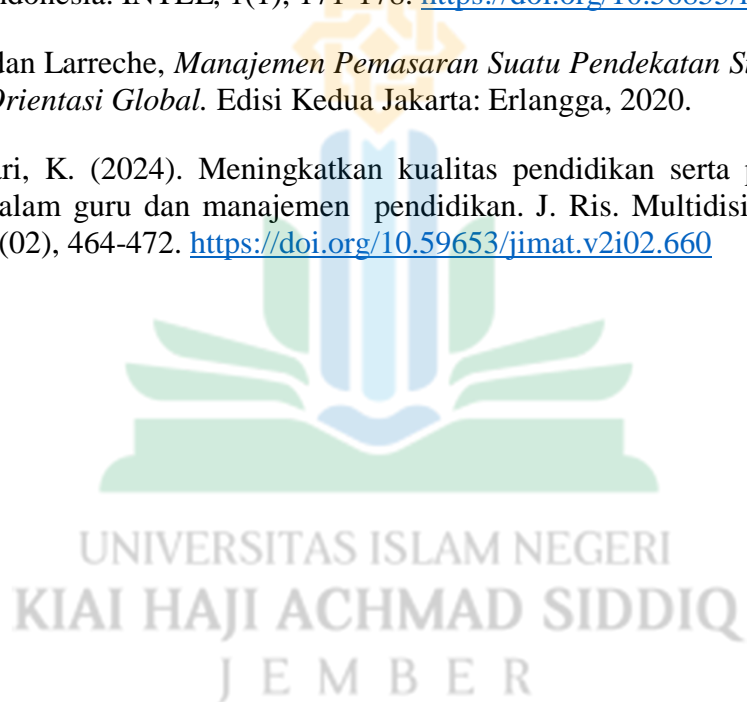 ndonesia. INTEL, 1(1), 171-178.
dan Larreche, Manajemen Pemasaran Suatu Pendekatan
Orientasi Global. Edisi Kedua Jakarta: Erlangga, 2020.
ri, K. (2024). Meningkatkan kualitas pendidikan serta p
alam guru dan manajemen pendidikan. J. Ris. Multidisi
(02), 464-472. https://doi.org/10.59653/jimat.v2i02.660
UNIVERSITAS ISLAM NEGERI
KIAI HAJI ACHMAD SIDDIQ
JEMBER